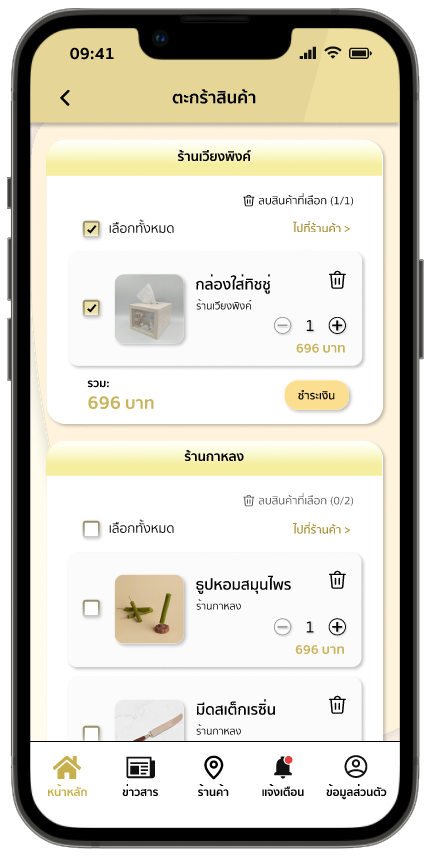 09:41
ตะกร้าสินค้า
ร้านเวียงพิงค์
ลบสินค้าที่เลือก (1/1)
เลือกทั้งหมด
ไปที่ร้านค้า >
กล่องใส่ทิชชู่
ร้านเวียงพิงค์
1
696 บาท
รวม:
696 บาท
ชำระเงิน
ร้านกาหลง
ลบสินค้าที่เลือก (0/2)
เลือกทั้งหมด
ไปที่ร้านค้า >
ธูปหอมสมุนไพร
ร้านกาหลง
1
696 บาท
มีดสเต็กเรซิ่น
ร้านกาหลง
หน้าหลัก
ข่าวสาร
ร้านค้า
แจ้งเตือน
ข้อมูลส่วนตัว